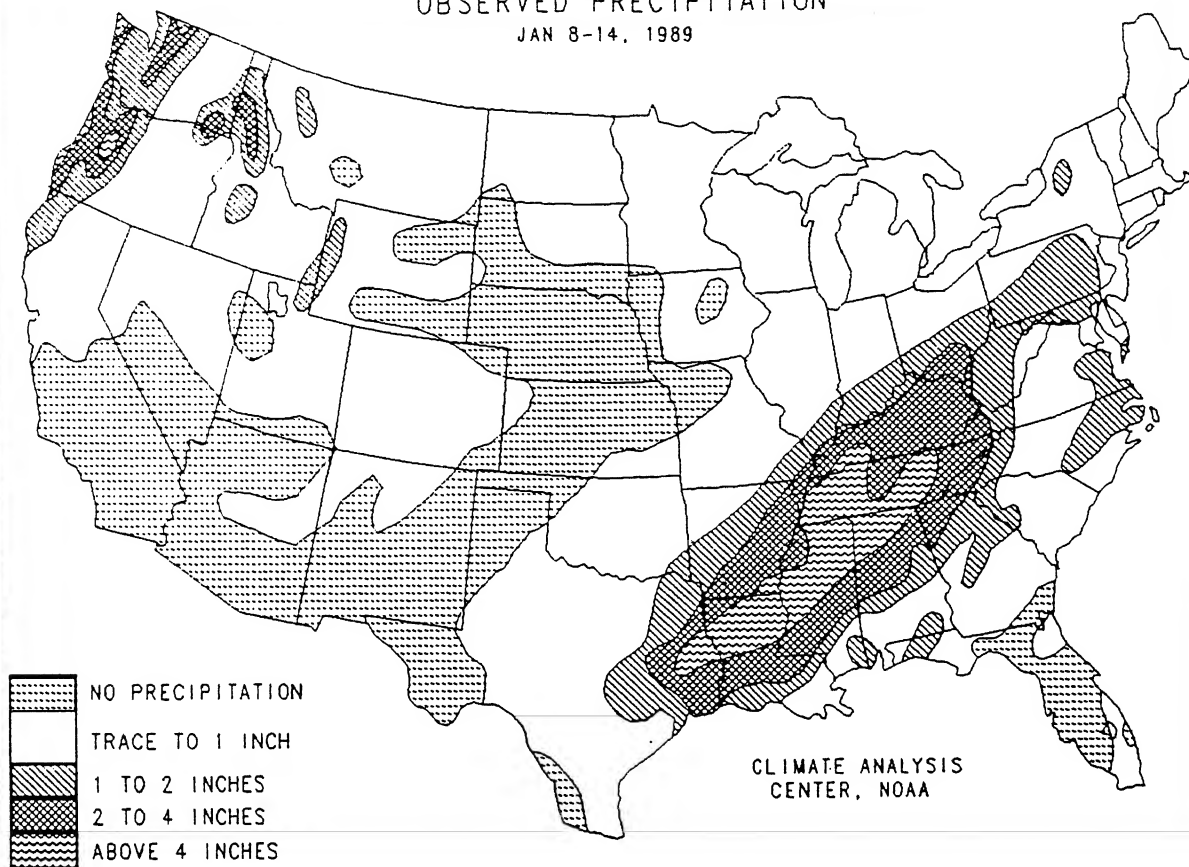 OBSERVED PRECIPITATION
JAN 8-14, 1989
NO PRECIPITATION
TRACE TO 1 INCH
1 TO 2 INCHES
2 TO 4 INCHES
ABOVE 4 INCHES
CLIMATE ANALYSIS
CENTER, NOAA